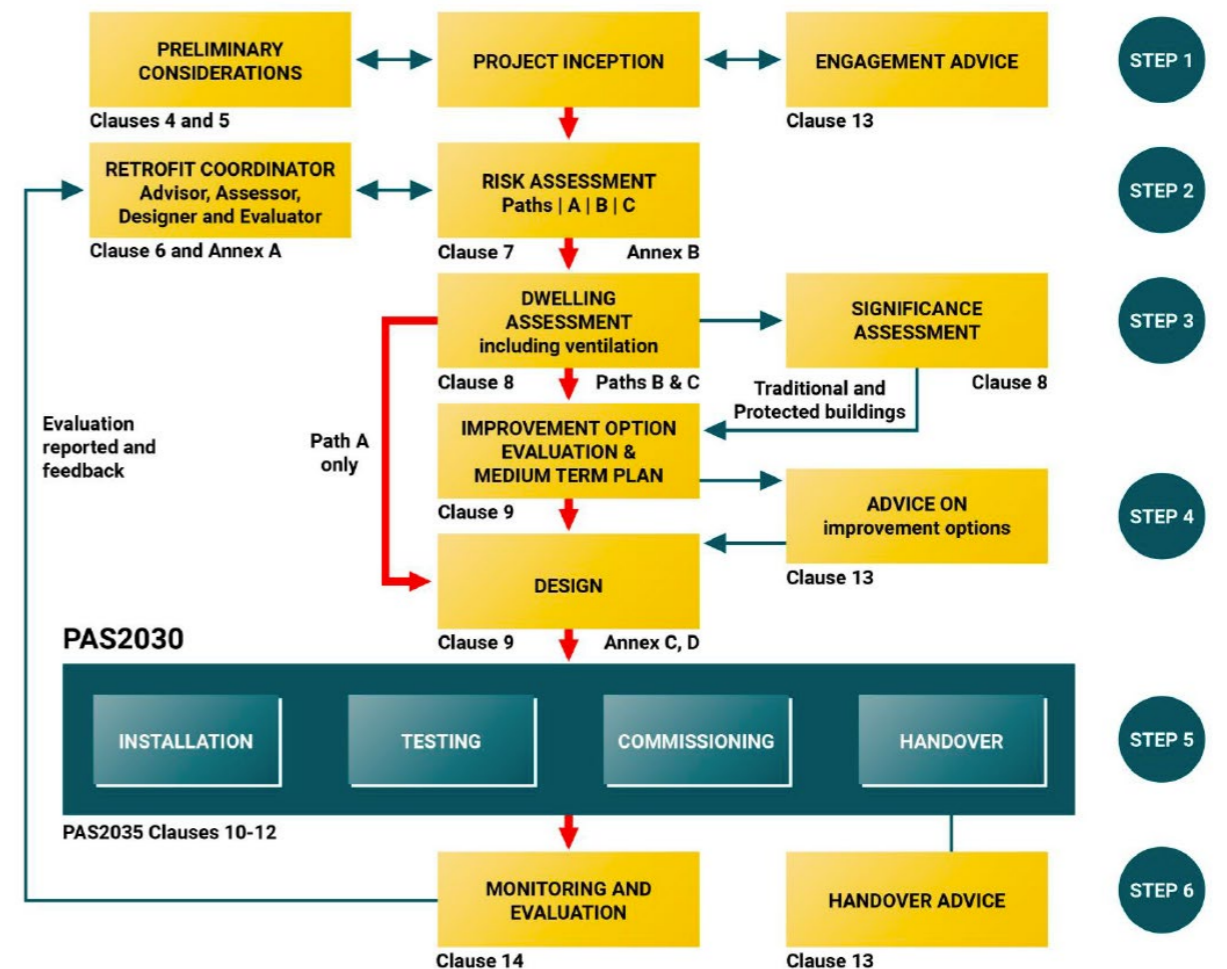 PRELIMINARY
CONSIDERATIONS
Clauses 4 and 5
PROJECT INCEPTION
ENGAGEMENT ADVICE
Clause 13
STEP 1
RETROFIT COORDINATOR
Advisor, Assessor,
Designer and Evaluator
Clause 6 and Annex A
RISK ASSESSMENT
Paths | A | B | C
Clause 7
Annex B
STEP 2
DWELLING
ASSESSMENT
including ventilation
Clause 8
Paths B & C
SIGNIFICANCE
ASSESSMENT
Clause 8
STEP 3
Traditional and
Protected buildings
Evaluation
reported and
feedback
Path A
only
IMPROVEMENT OPTION
EVALUATION &
MEDIUM TERM PLAN
Clause 9
ADVICE ON
improvement options
Clause 13
STEP 4
DESIGN
Clause 9
Annex C, D
PAS2030
INSTALLATION
TESTING
COMMISSIONING
HANDOVER
STEP 5
PAS2035 Clauses 10-12
MONITORING AND
EVALUATION
Clause 14
HANDOVER ADVICE
Clause 13
STEP 6